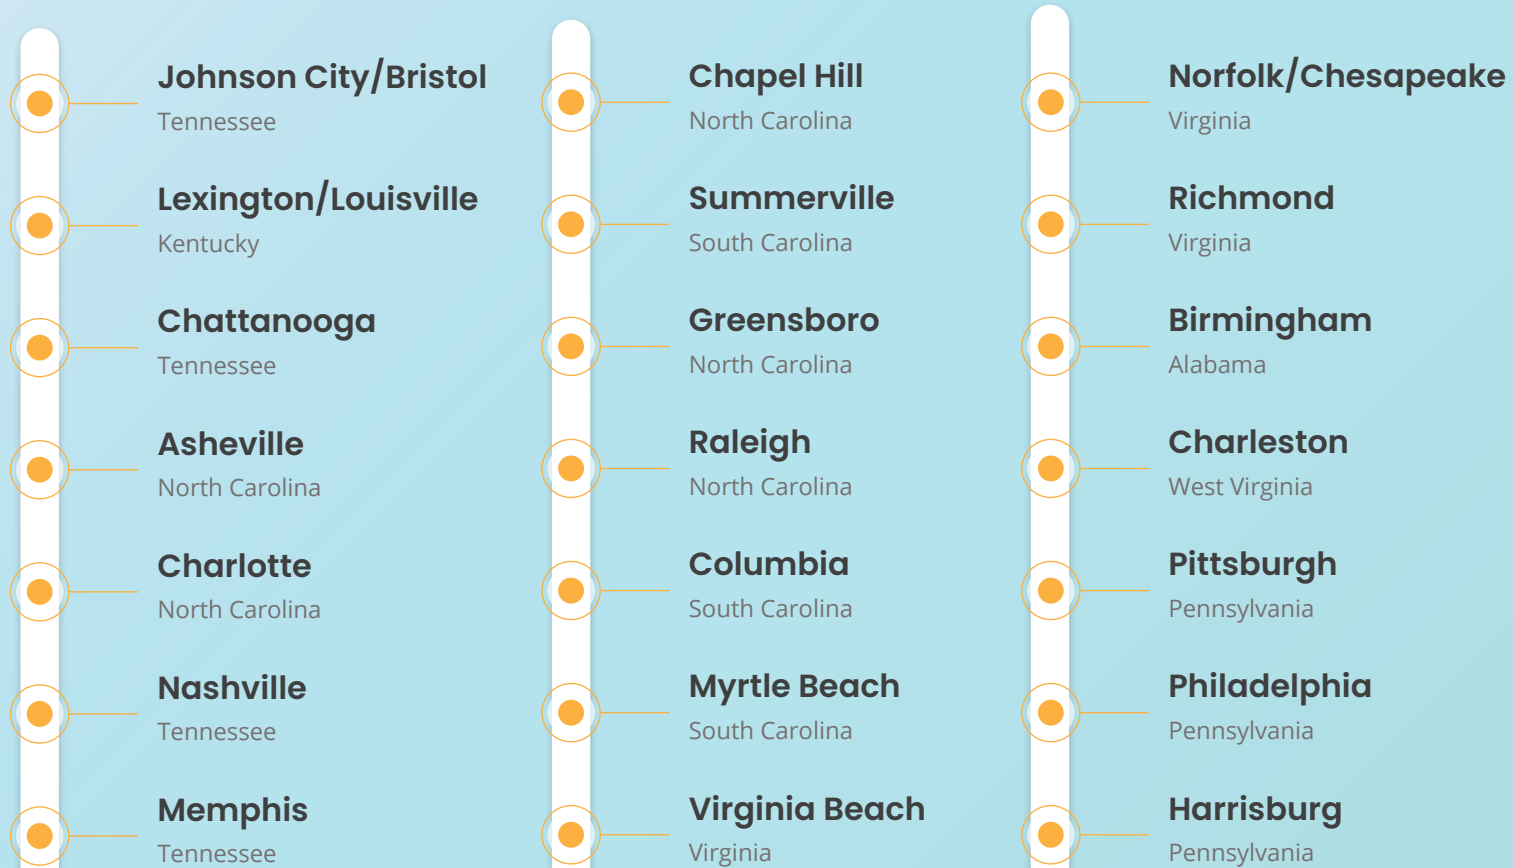 Johnson City/Bristol
Tennessee
Lexington/Louisville
Kentucky
Chattanooga
Tennessee
Asheville
North Carolina
Charlotte
North Carolina
Nashville
Tennessee
Memphis
Tennessee
Chapel Hill
North Carolina
Summerville
South Carolina
Greensboro
North Carolina
Raleigh
North Carolina
Columbia
South Carolina
Myrtle Beach
South Carolina
Virginia Beach
Virginia
Norfolk/Chesapeake
Virginia
Richmond
Virginia
Birmingham
Alabama
Charleston
West Virginia
Pittsburgh
Pennsylvania
Philadelphia
Pennsylvania
Harrisburg
Pennsylvania